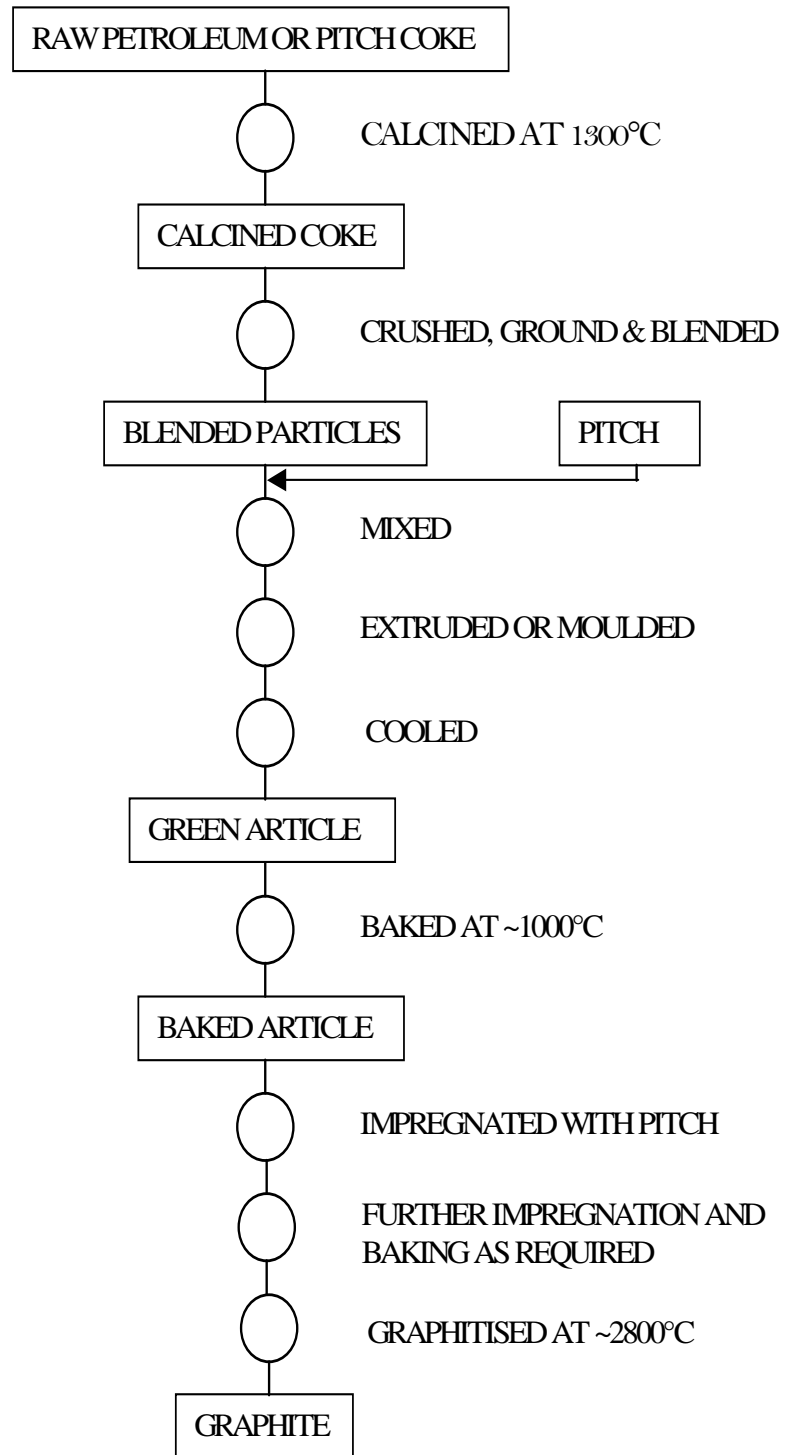 RAW PETROLEUM OR PITCH COKE
CALCINED AT 1300°C
CALCINED COKE
CRUSHED, GROUND & BLENDED
BLENDED PARTICLES
PITCH
MIXED
EXTRUDED OR MOULDED
COOLED
GREEN ARTICLE
BAKED AT ~1000°C
BAKED ARTICLE
IMPREGNATED WITH PITCH
FURTHER IMPREGNATION AND
BAKING AS REQUIRED
GRAPHITISED AT ~2800°C
GRAPHITE